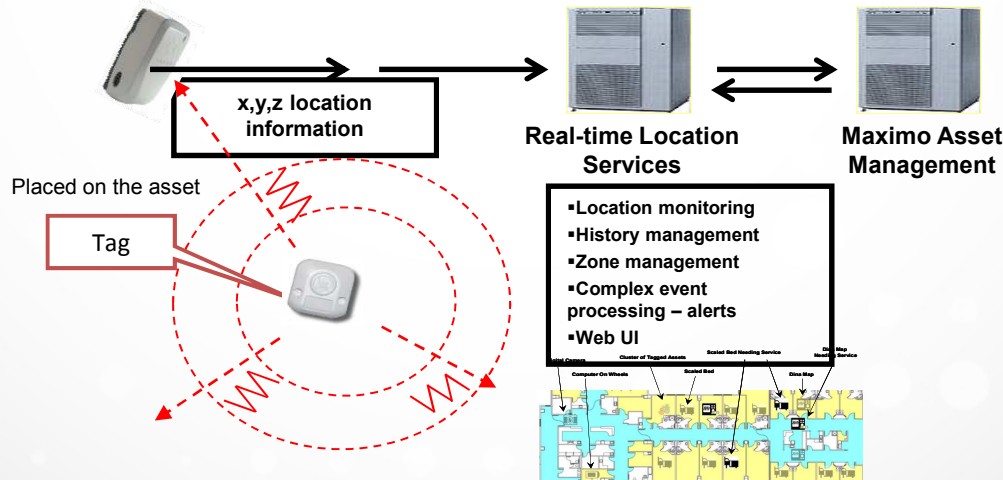 x,y,z location
information
Real-time Location
Services
Maximo Asset
Management
Placed on the asset
Tag
▪Location monitoring
▪History management
▪Zone management
▪Complex event
processing – alerts
▪Web UI
Cluster of Tagged Assets
Scaled Bed Needing Service
Needing Service
Computer On Wheels
Scaled Bed
Dina Map